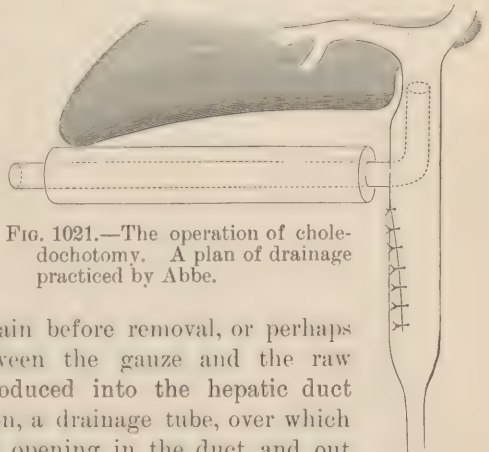 FIG. 1021.—The operation of chole-
dochotomy. A plan of drainage
practiced by Abbe.
ain before removal, or perhaps
ween the gauze and the raw
oduced into the hepatic duct
on, a drainage tube, over which
opening in the duct and out